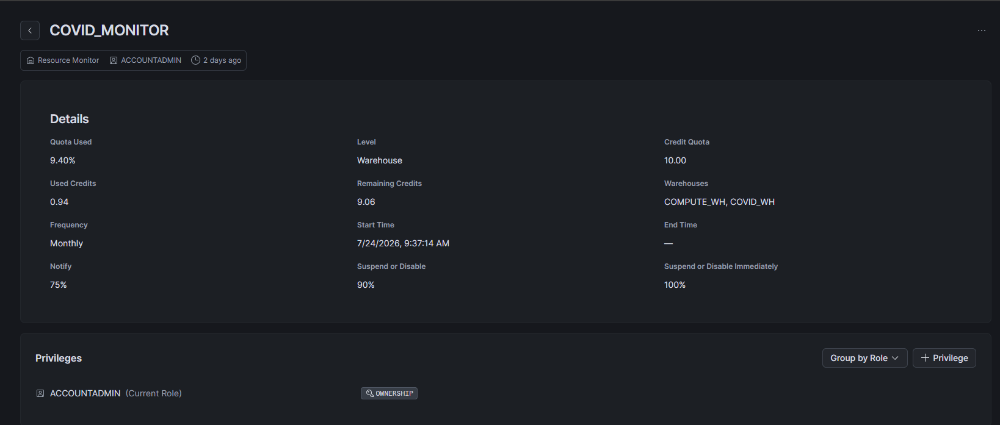 COVID_MONITOR
...
Resource Monitor ACCOUNTADMIN 2 days ago
Details
Quota Used Level Credit Quota
9.40% Warehouse 10.00
Used Credits Remaining Credits Warehouses
0.94 9.06 COMPUTE_WH, COVID_WH
Frequency Start Time End Time
Monthly 7/24/2026, 9:37:14 AM —
Notify Suspend or Disable Suspend or Disable Immediately
75% 90% 100%
Privileges Group by Role + Privilege
ACCOUNTADMIN (Current Role) OWNERSHIP